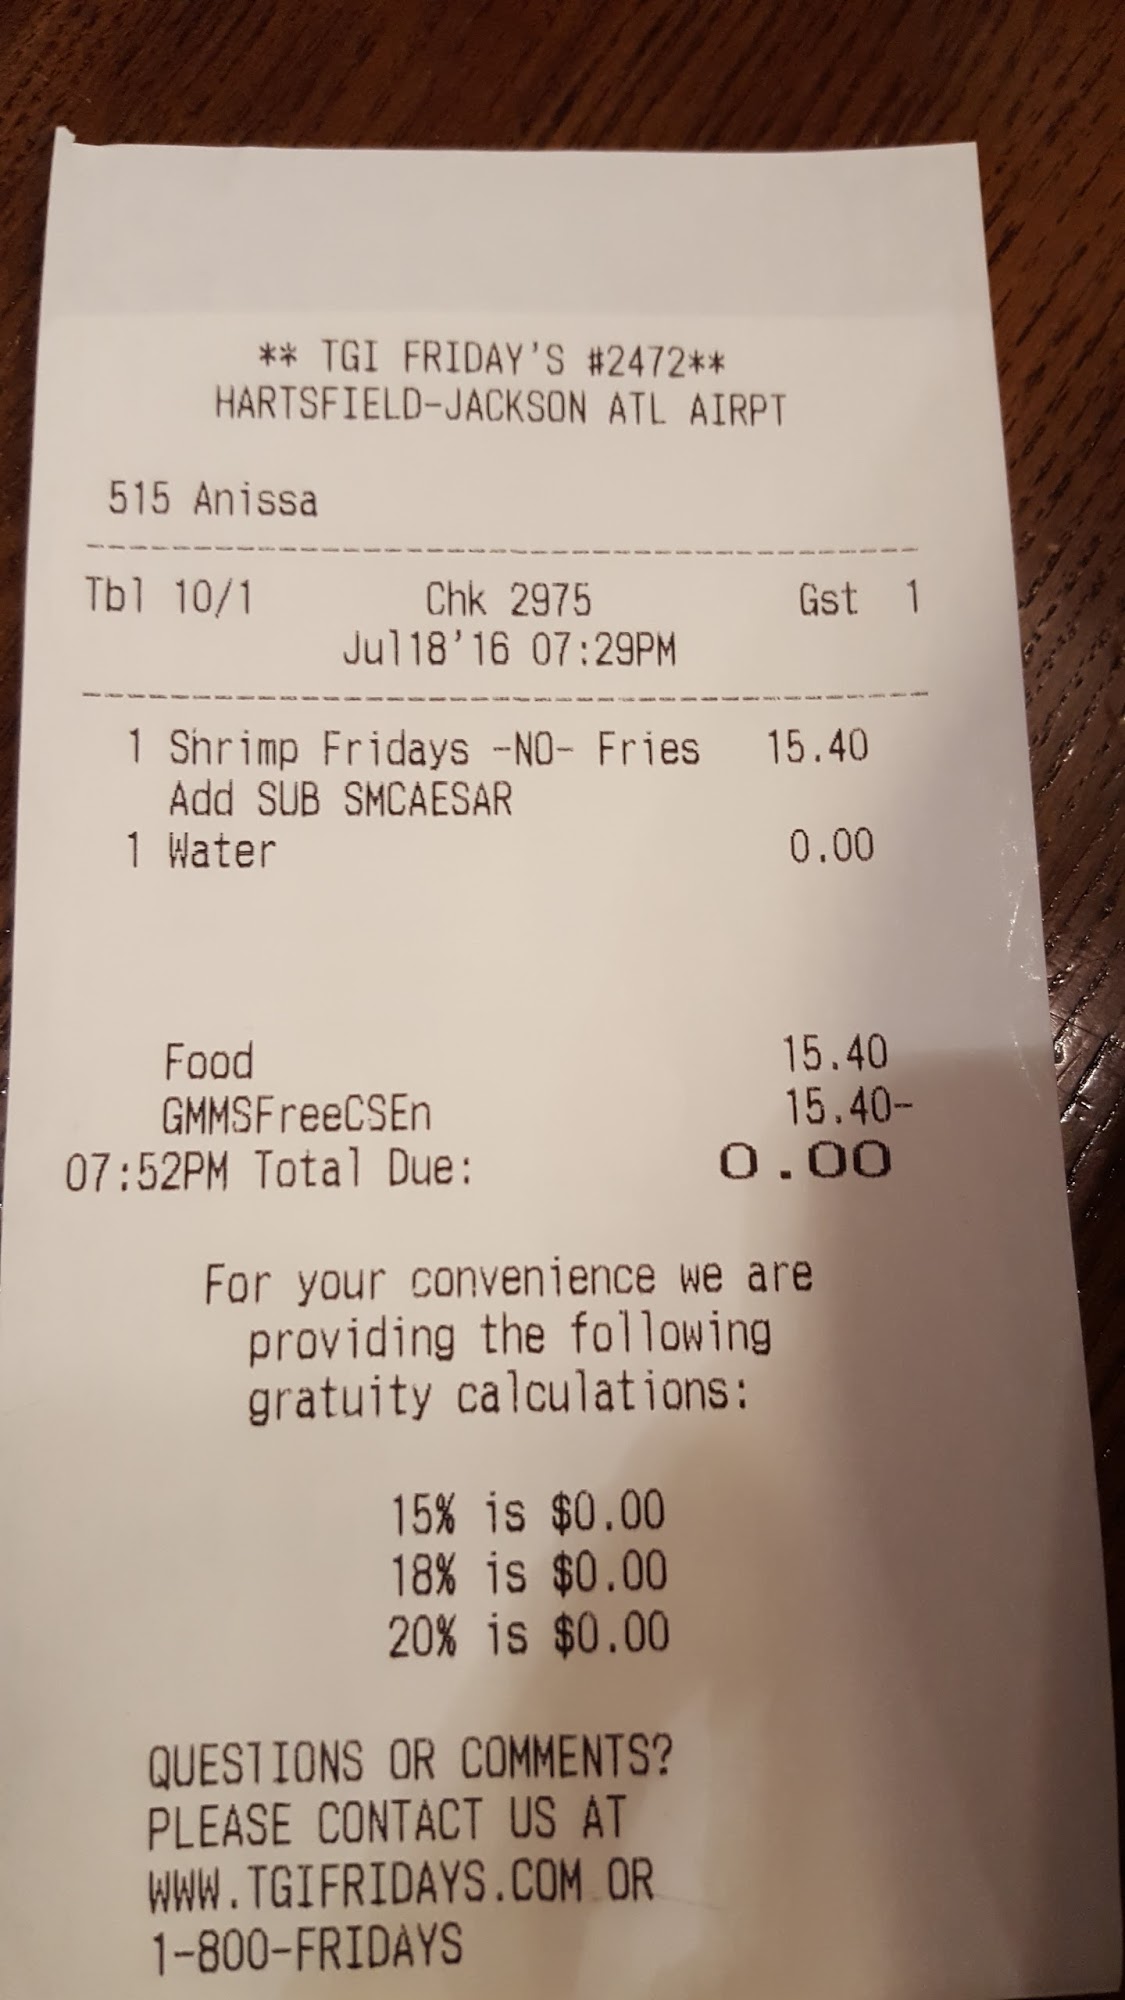 ** TGI FRIDAY'S #2472**
HARTSFIELD-JACKSON ATL AIRPT
515 Anissa
Tbl 10/1 Chk 2975 Gst 1
Jul18'16 07:29PM
1 Shrimp Fridays -NO- Fries 15.40
Add SUB SMCAESAR
1 Water 0.00
Food 15.40
GMMSFreeCSEn 15.40-
07:52PM Total Due: 0.00
For your convenience we are
providing the following
gratuity calculations:
15% is $0.00
18% is $0.00
20% is $0.00
QUESTIONS OR COMMENTS?
PLEASE CONTACT US AT
WWW.TGIFRIDAYS.COM OR
1-800-FRIDAYS